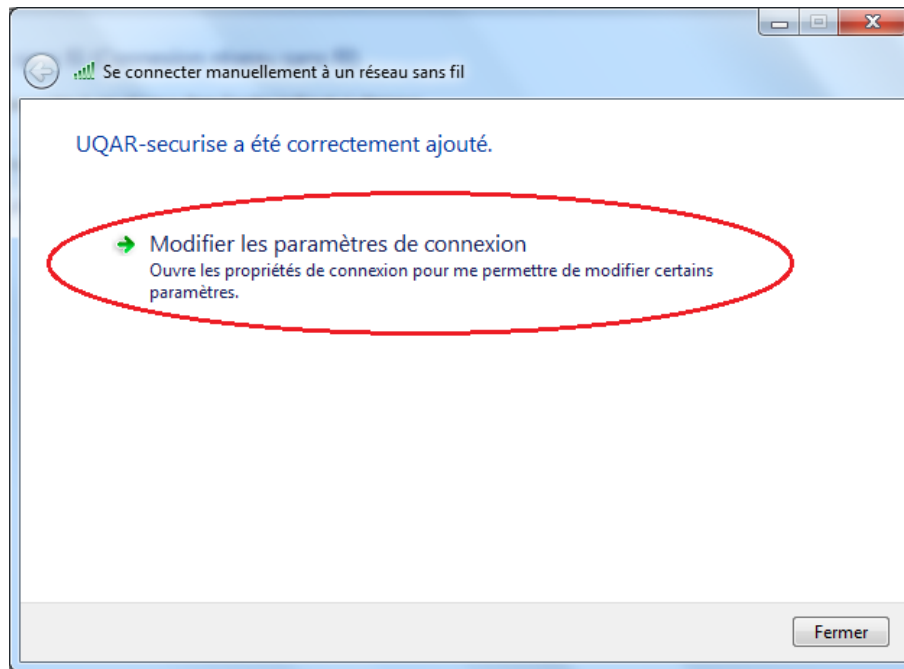 Se connecter manuellement à un réseau sans fil
UQAR-securise a été correctement ajouté.
Modifier les paramètres de connexion
Ouvre les propriétés de connexion pour me permettre de modifier certains
paramètres.
Fermer